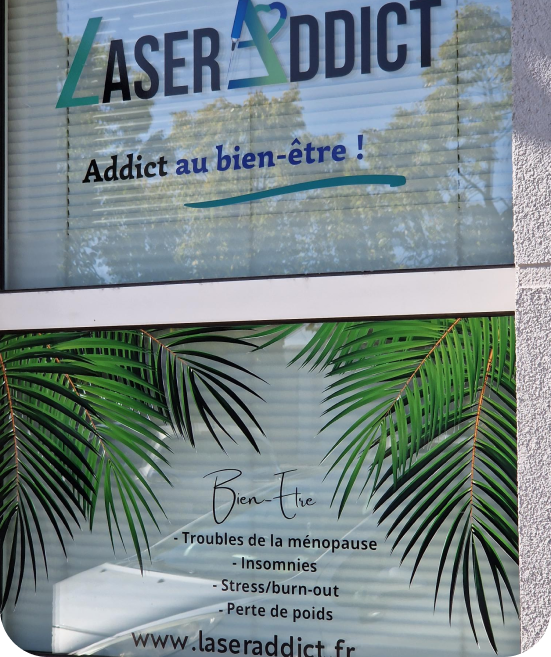 LASERADDICT
Addict au bien-être !
Bien-Etre
- Troubles de la ménopause
- Insomnies
- Stress/burn-out
- Perte de poids
www.laseraddict.fr